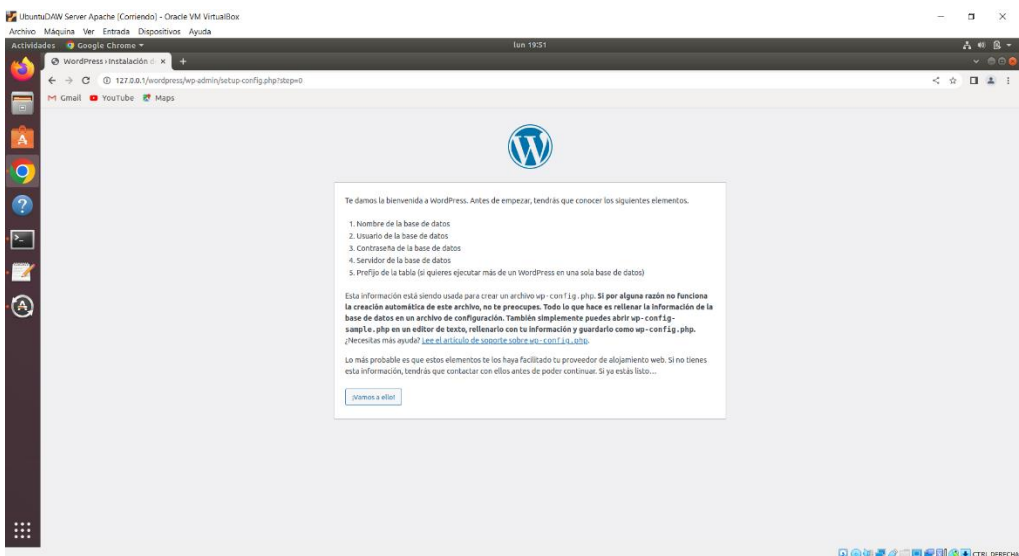 UbuntuDAW Server Apache [Corriendo] - Oracle VM VirtualBox
Archivo Máquina Ver Entrada Dispositivos Ayuda
Actividades Google Chrome lun 19:51
WordPress › Instalación d
127.0.0.1/wordpress/wp-admin/setup-config.php?step=0
Gmail YouTube Maps
Te damos la bienvenida a WordPress. Antes de empezar, tendrás que conocer los siguientes elementos.
1. Nombre de la base de datos
2. Usuario de la base de datos
3. Contraseña de la base de datos
4. Servidor de la base de datos
5. Prefijo de la tabla (si quieres ejecutar más de un WordPress en una sola base de datos)
Esta información está siendo usada para crear un archivo wp-config.php. Si por alguna razón no funciona
la creación automática de este archivo, no te preocupes. Todo lo que hace es rellenar la información de la
base de datos en un archivo de configuración. También simplemente puedes abrir wp-config-
sample.php en un editor de texto, rellenarlo con tu información y guardarlo como wp-config.php.
¿Necesitas más ayuda? Lee el artículo de soporte sobre wp-config.php.
Lo más probable es que estos elementos te los haya facilitado tu proveedor de alojamiento web. Si no tienes
esta información, tendrás que contactar con ellos antes de poder continuar. Si ya estás listo…
¡Vamos a ello!
CTRL DERECHA